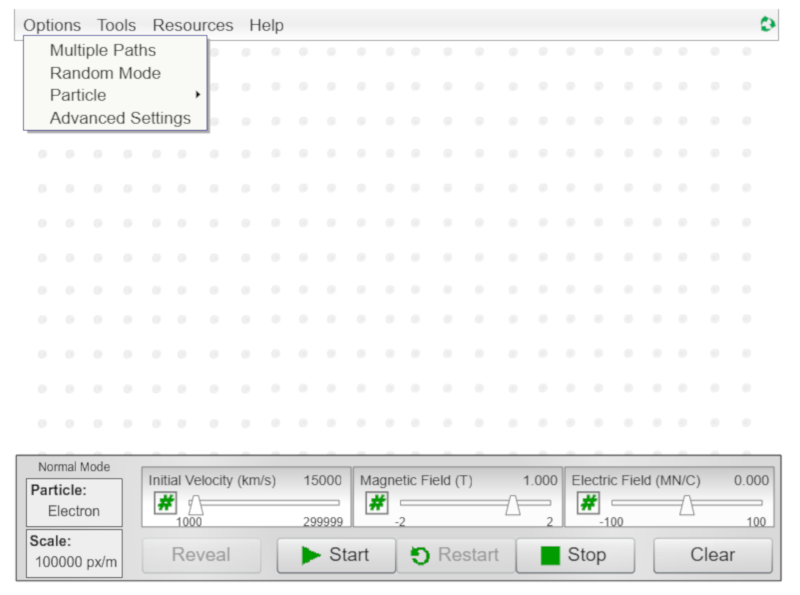 Options Tools Resources Help
Multiple Paths
Random Mode
Particle
Advanced Settings
Normal Mode
Particle:
Electron
Scale:
100000 px/m
Initial Velocity (km/s) 15000
#
1000 299999
Magnetic Field (T) 1.000
#
-2 2
Electric Field (MN/C) 0.000
#
-100 100
Reveal Start Restart Stop Clear